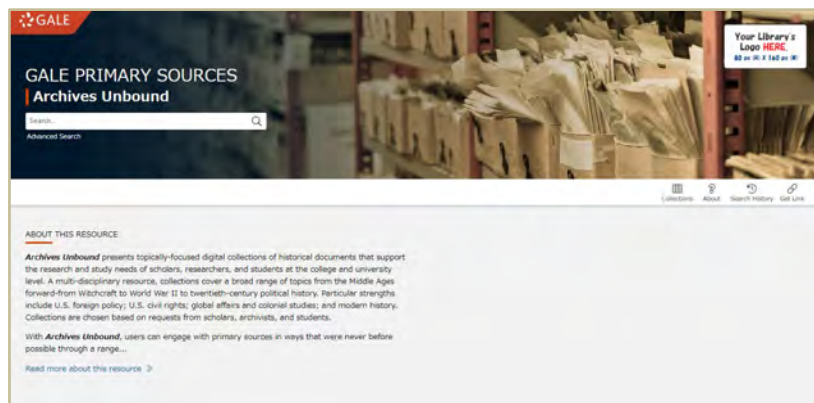 GALE
Your Library's
Logo HERE.
80 px (H) X 160 px (W)
GALE PRIMARY SOURCES
Archives Unbound
Search...
Advanced Search
Collections
About
Search History
Get Link
ABOUT THIS RESOURCE
Archives Unbound presents topically-focused digital collections of historical documents that support
the research and study needs of scholars, researchers, and students at the college and university
level. A multi-disciplinary resource, collections cover a broad range of topics from the Middle Ages
forward-from Witchcraft to World War II to twentieth-century political history. Particular strengths
include U.S. foreign policy; U.S. civil rights; global affairs and colonial studies; and modern history.
Collections are chosen based on requests from scholars, archivists, and students.
With Archives Unbound, users can engage with primary sources in ways that were never before
possible through a range...
Read more about this resource